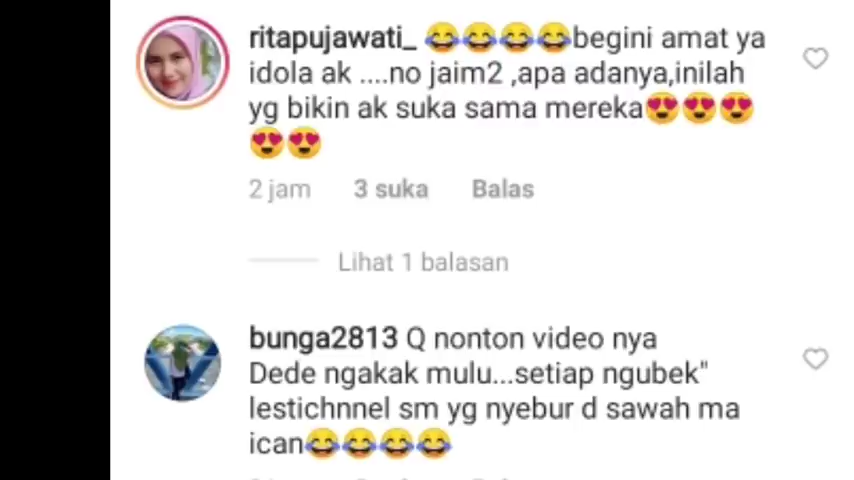 ritapujawati_ 😂😂😂😂begini amat ya
idola ak ....no jaim2 ,apa adanya,inilah
yg bikin ak suka sama mereka😍😍😍
😍😍
2 jam 3 suka Balas
Lihat 1 balasan
bunga2813 Q nonton video nya
Dede ngakak mulu...setiap ngubek"
lestichnnel sm yg nyebur d sawah ma
ican😂😂😂😂